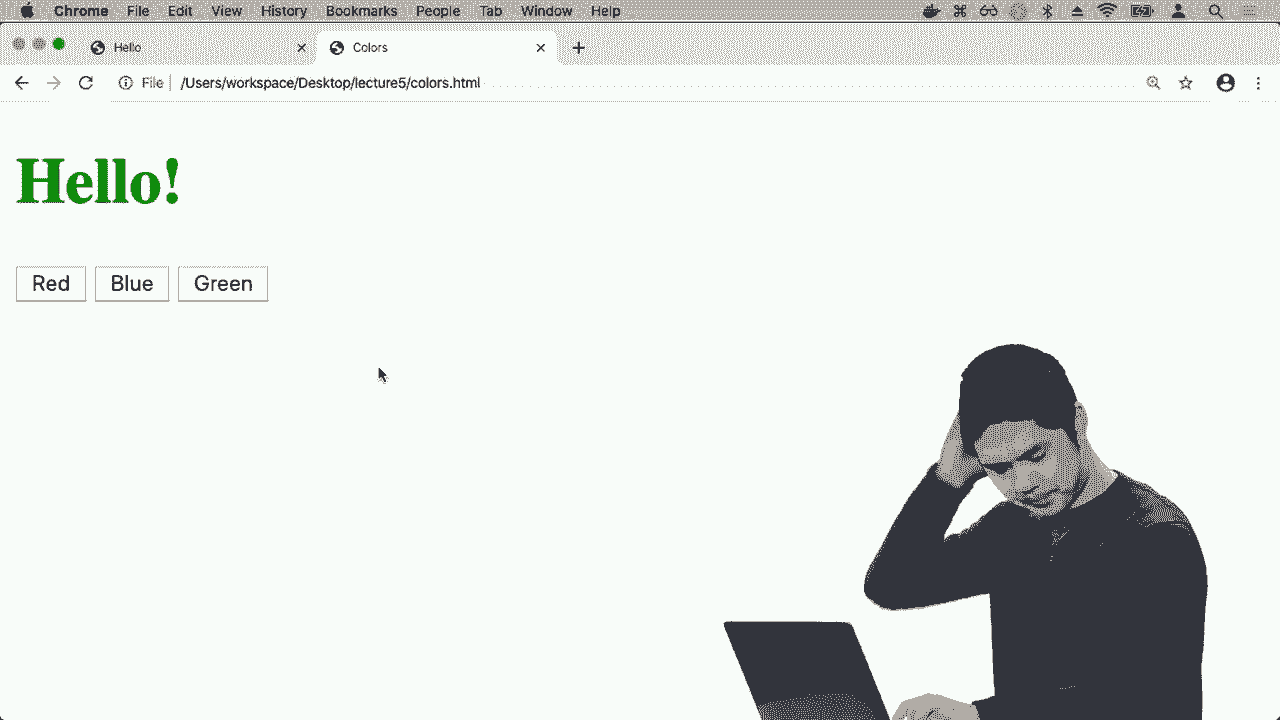 Chrome File Edit View History Bookmarks People Tab Window Help
Hello Colors
File /Users/workspace/Desktop/lecture5/colors.html
Hello!
Red Blue Green